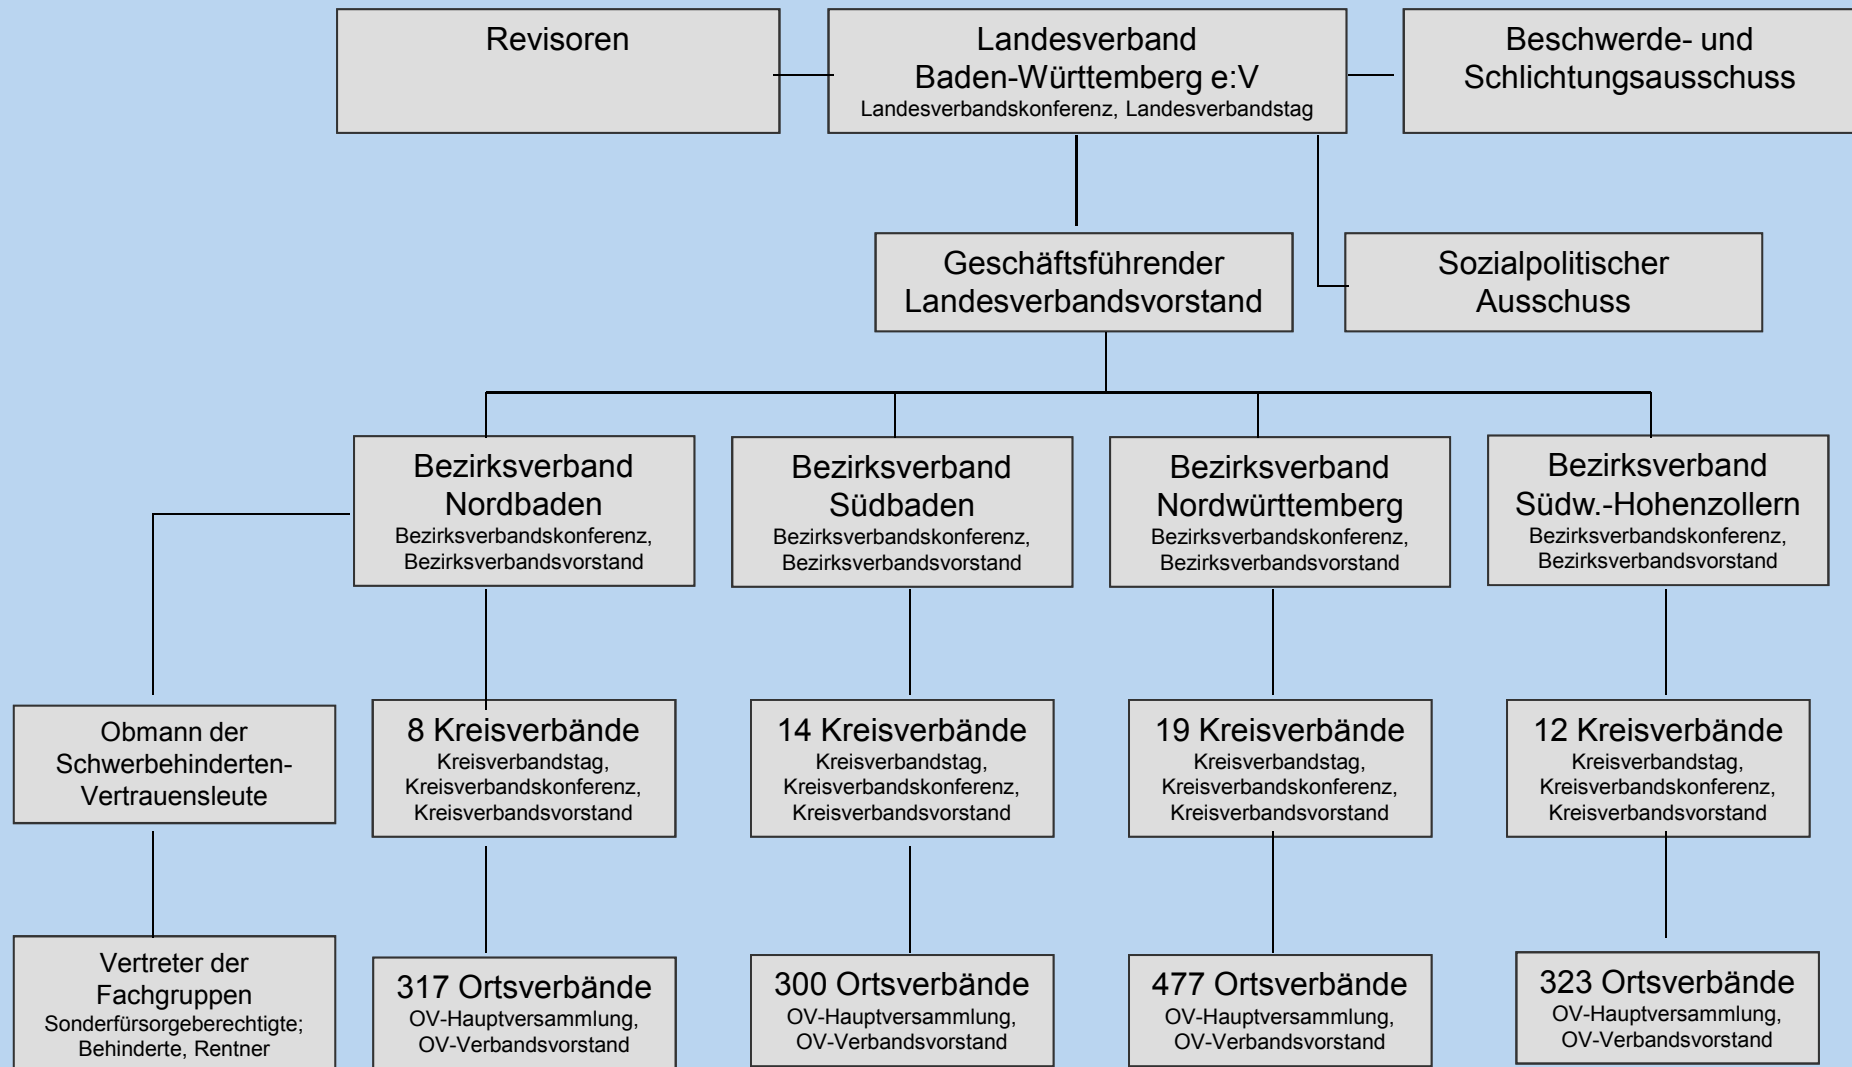 Revisoren
Landesverband
Baden-Württemberg e:V
Landesverbandskonferenz, Landesverbandstag
Beschwerde- und
Schlichtungsausschuss
Geschäftsführender
Landesverbandsvorstand
Sozialpolitischer
Ausschuss
Bezirksverband
Nordbaden
Bezirksverbandskonferenz,
Bezirksverbandsvorstand
Bezirksverband
Südbaden
Bezirksverbandskonferenz,
Bezirksverbandsvorstand
Bezirksverband
Nordwürttemberg
Bezirksverbandskonferenz,
Bezirksverbandsvorstand
Bezirksverband
Südw.-Hohenzollern
Bezirksverbandskonferenz,
Bezirksverbandsvorstand
Obmann der
Schwerbehinderten-
Vertrauensleute
8 Kreisverbände
Kreisverbandstag,
Kreisverbandskonferenz,
Kreisverbandsvorstand
14 Kreisverbände
Kreisverbandstag,
Kreisverbandskonferenz,
Kreisverbandsvorstand
19 Kreisverbände
Kreisverbandstag,
Kreisverbandskonferenz,
Kreisverbandsvorstand
12 Kreisverbände
Kreisverbandstag,
Kreisverbandskonferenz,
Kreisverbandsvorstand
Vertreter der
Fachgruppen
Sonderfürsorgeberechtigte;
Behinderte, Rentner
317 Ortsverbände
OV-Hauptversammlung,
OV-Verbandsvorstand
300 Ortsverbände
OV-Hauptversammlung,
OV-Verbandsvorstand
477 Ortsverbände
OV-Hauptversammlung,
OV-Verbandsvorstand
323 Ortsverbände
OV-Hauptversammlung,
OV-Verbandsvorstand